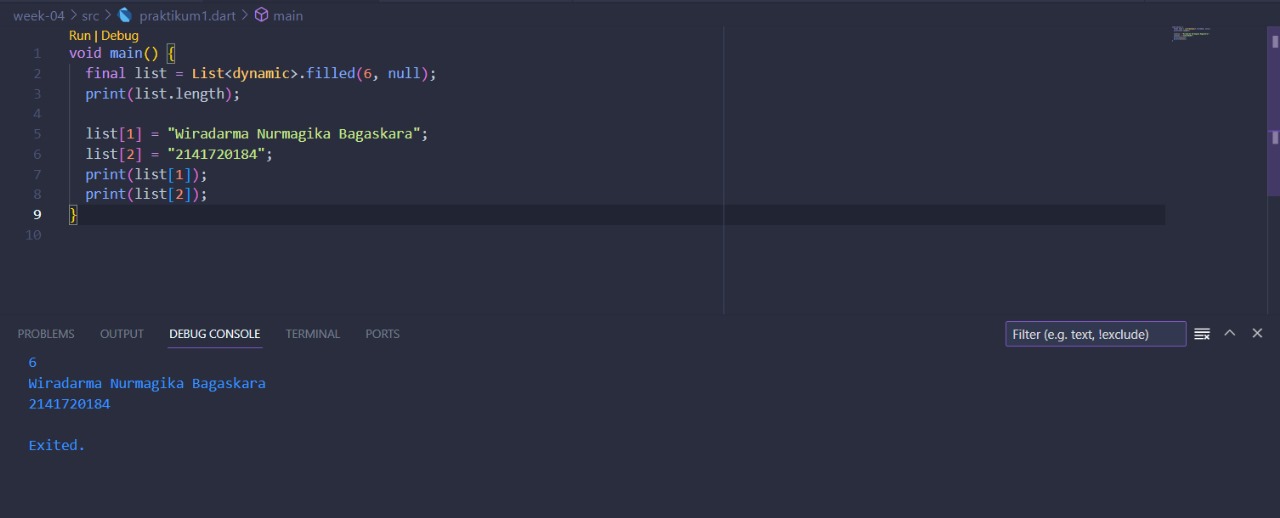 week-04 > src > praktikum1.dart > main
Run | Debug
1 void main() {
2   final list = List<dynamic>.filled(6, null);
3   print(list.length);
4
5   list[1] = "Wiradarma Nurmagika Bagaskara";
6   list[2] = "2141720184";
7   print(list[1]);
8   print(list[2]);
9 }
10
PROBLEMS OUTPUT DEBUG CONSOLE TERMINAL PORTS Filter (e.g. text, !exclude)
6
Wiradarma Nurmagika Bagaskara
2141720184
Exited.